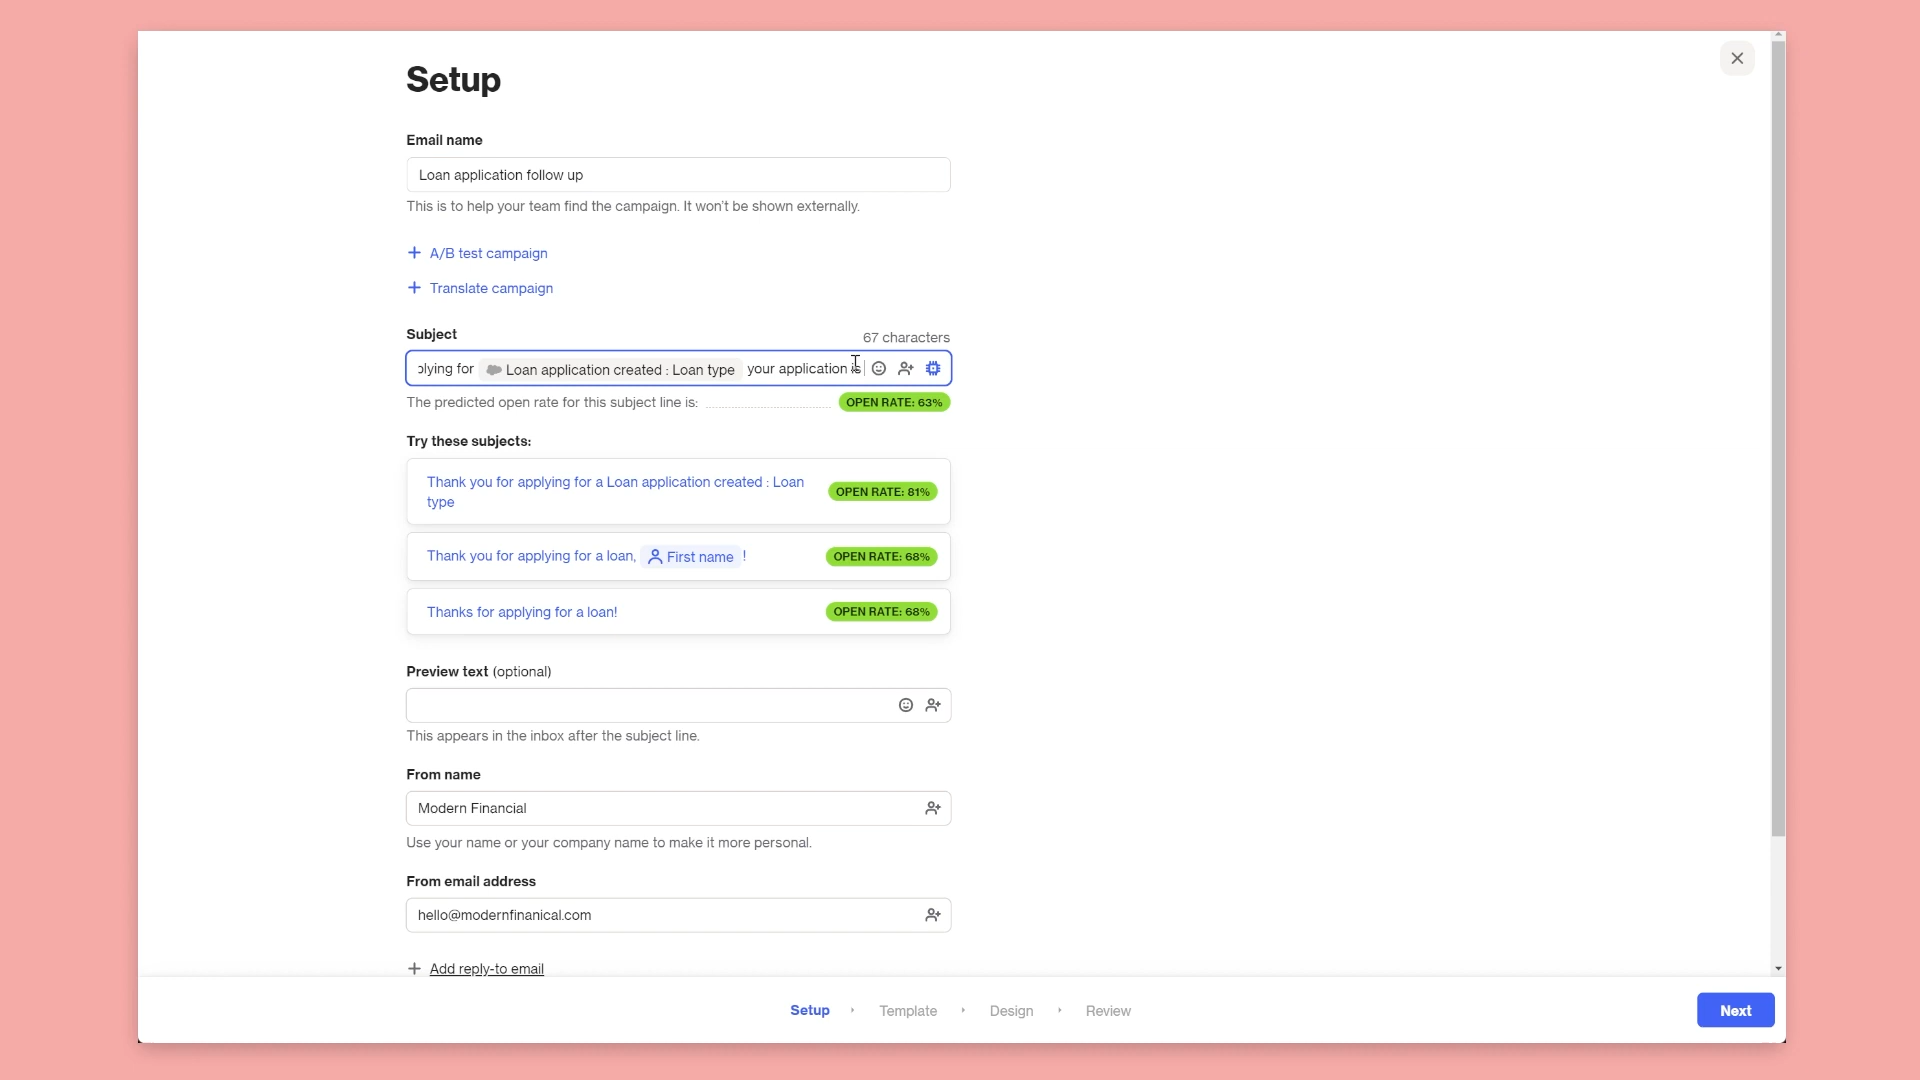 Setup
Email name
Loan application follow up
This is to help your team find the campaign. It won't be shown externally.
A/B test campaign
Translate campaign
Subject
67 characters
plying for Loan application created : Loan type your application is
The predicted open rate for this subject line is:
OPEN RATE: 63%
Try these subjects:
Thank you for applying for a Loan application created : Loan
type
OPEN RATE: 81%
Thank you for applying for a loan, First name !
OPEN RATE: 68%
Thanks for applying for a loan!
OPEN RATE: 68%
Preview text (optional)
This appears in the inbox after the subject line.
From name
Modern Financial
Use your name or your company name to make it more personal.
From email address
hello@modernfinanical.com
Add reply-to email
Setup
Template
Design
Review
Next